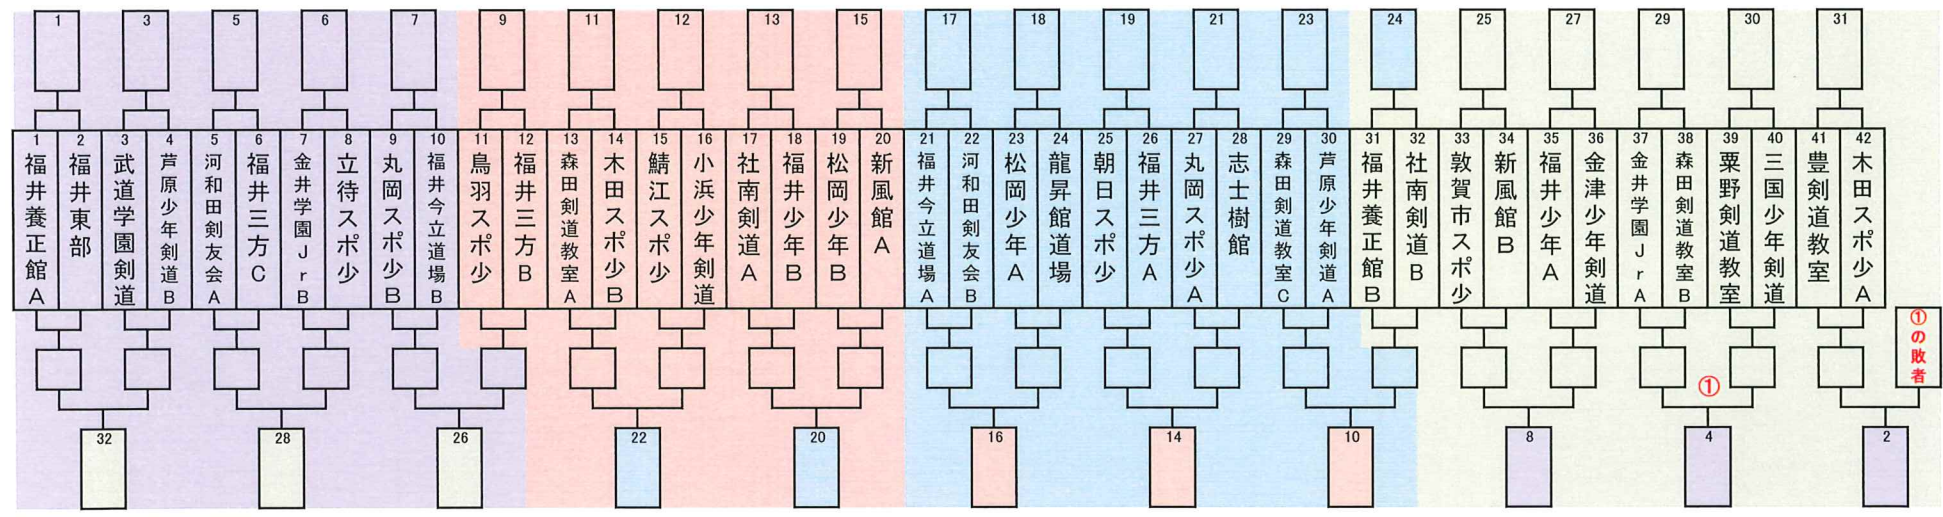 1 3 5 6 7 9 11 12 13 15 17 18 19 21 23 24 25 27 29 30 31
1 福井養正館A
2 福井東部
3 武道学園剣道
4 芦原少年剣道B
5 河和田剣友会A
6 福井三方C
7 金井学園JrB
8 立待スポ少
9 丸岡スポ少B
10 福井今立道場B
11 鳥羽スポ少
12 福井三方B
13 森田剣道教室A
14 木田スポ少B
15 鯖江スポ少
16 小浜少年剣道
17 社南剣道A
18 福井少年B
19 松岡少年B
20 新風館A
21 福井今立道場A
22 河和田剣友会B
23 松岡少年A
24 龍昇館道場
25 朝日スポ少
26 福井三方A
27 丸岡スポ少A
28 志士樹館
29 森田剣道教室C
30 芦原少年剣道A
31 福井養正館B
32 社南剣道B
33 敦賀市スポ少
34 新風館B
35 福井少年A
36 金津少年剣道
37 金井学園JrA
38 森田剣道教室B
39 粟野剣道教室
40 三国少年剣道
41 豊剣道教室
42 木田スポ少A
①の敗者
①
32 28 26 22 20 16 14 10 8 4 2